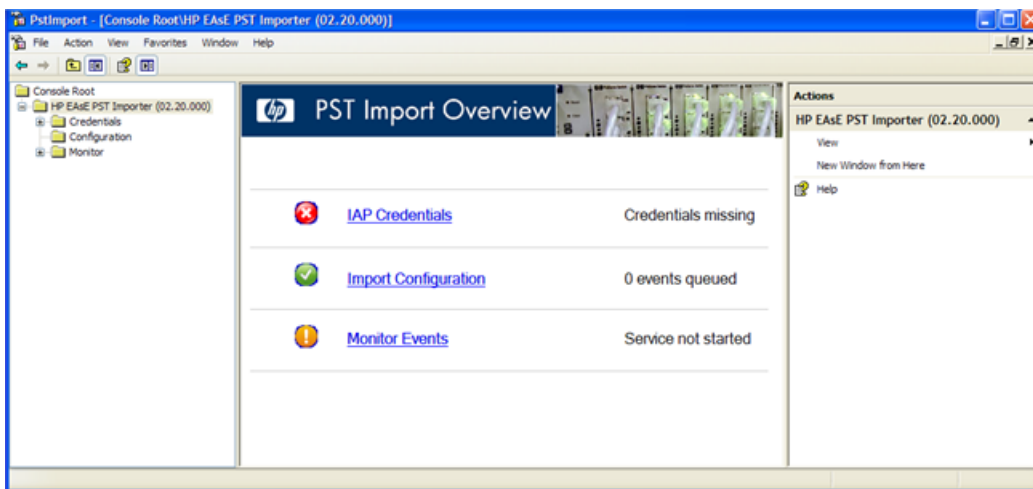 PstImport - [Console Root\HP EAsE PST Importer (02.20.000)]
File Action View Favorites Window Help
Console Root
HP EAsE PST Importer (02.20.000)
Credentials
Configuration
Monitor
hp PST Import Overview
IAP Credentials Credentials missing
Import Configuration 0 events queued
Monitor Events Service not started
Actions
HP EAsE PST Importer (02.20.000)
View
New Window from Here
Help